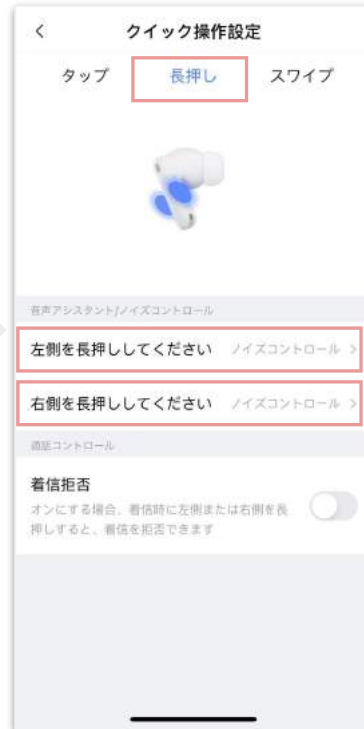 クイック操作設定
タップ 長押し スワイプ
音声アシスタント/ノイズコントロール
左側を長押ししてください ノイズコントロール
右側を長押ししてください ノイズコントロール
通話コントロール
着信拒否
オンにする場合、着信時に左側または右側を長
押しすると、着信を拒否できます